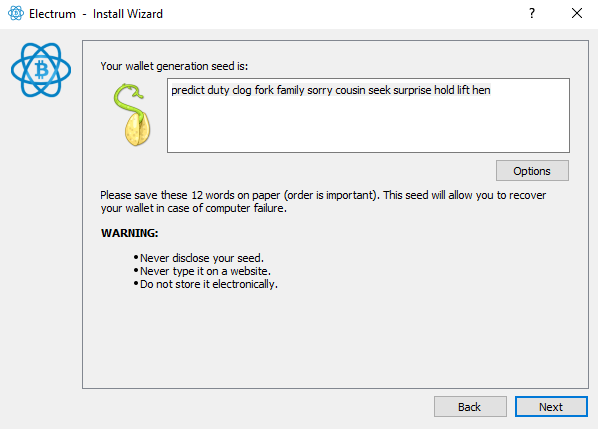 Electrum - Install Wizard
Your wallet generation seed is:
predict duty clog fork family sorry cousin seek surprise hold lift hen
Options
Please save these 12 words on paper (order is important). This seed will allow you to recover
your wallet in case of computer failure.
WARNING:
• Never disclose your seed.
• Never type it on a website.
• Do not store it electronically.
Back
Next